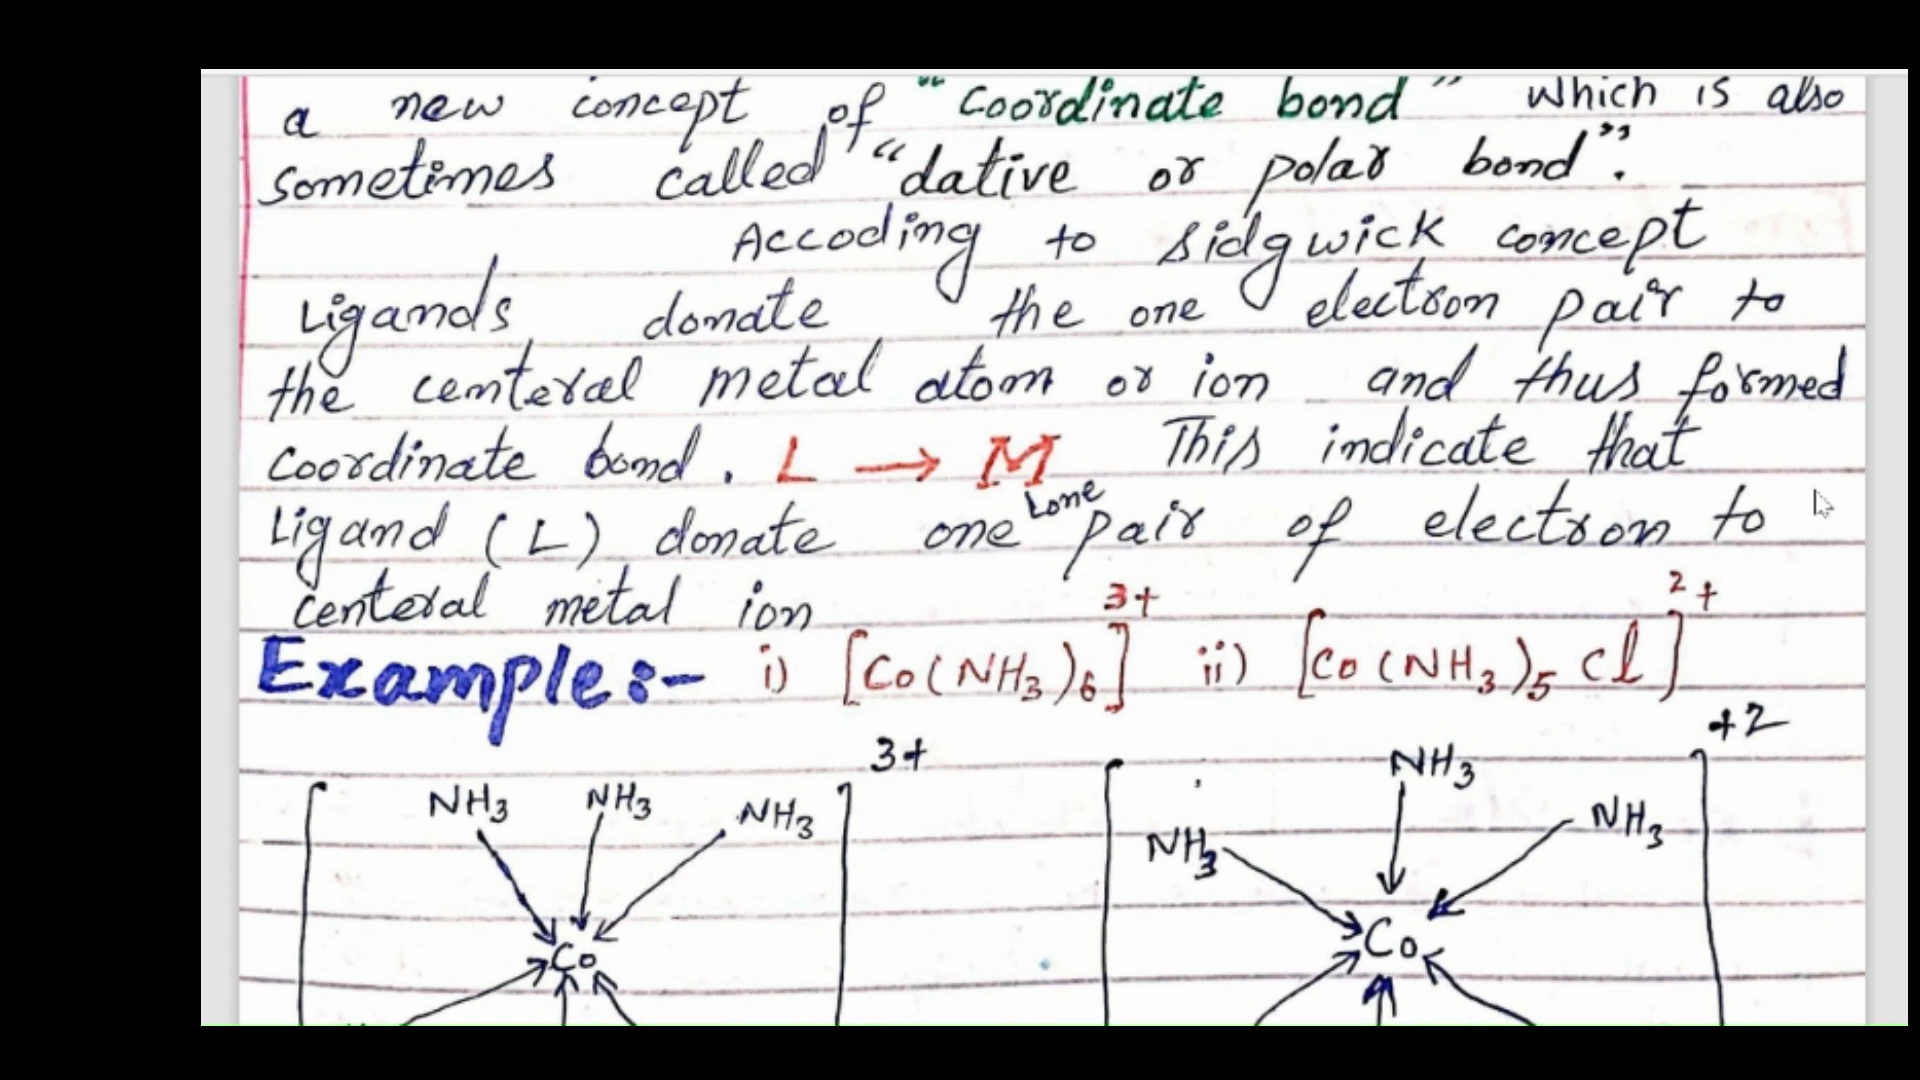 a new concept of "Coordinate bond" which is also
sometimes called "dative or polar bond".
Accoding to sidgwick concept
Ligands donate the one electron pair to
the centeral metal atom or ion and thus formed
Coordinate bond. L → M This indicate that
Ligand (L) donate one Lone pair of electron to
centeral metal ion
Example:- i) [Co(NH3)6]3+ ii) [Co(NH3)5Cl]2+
3+ +2
NH3 NH3 NH3 NH3 NH3 NH3
Co Co